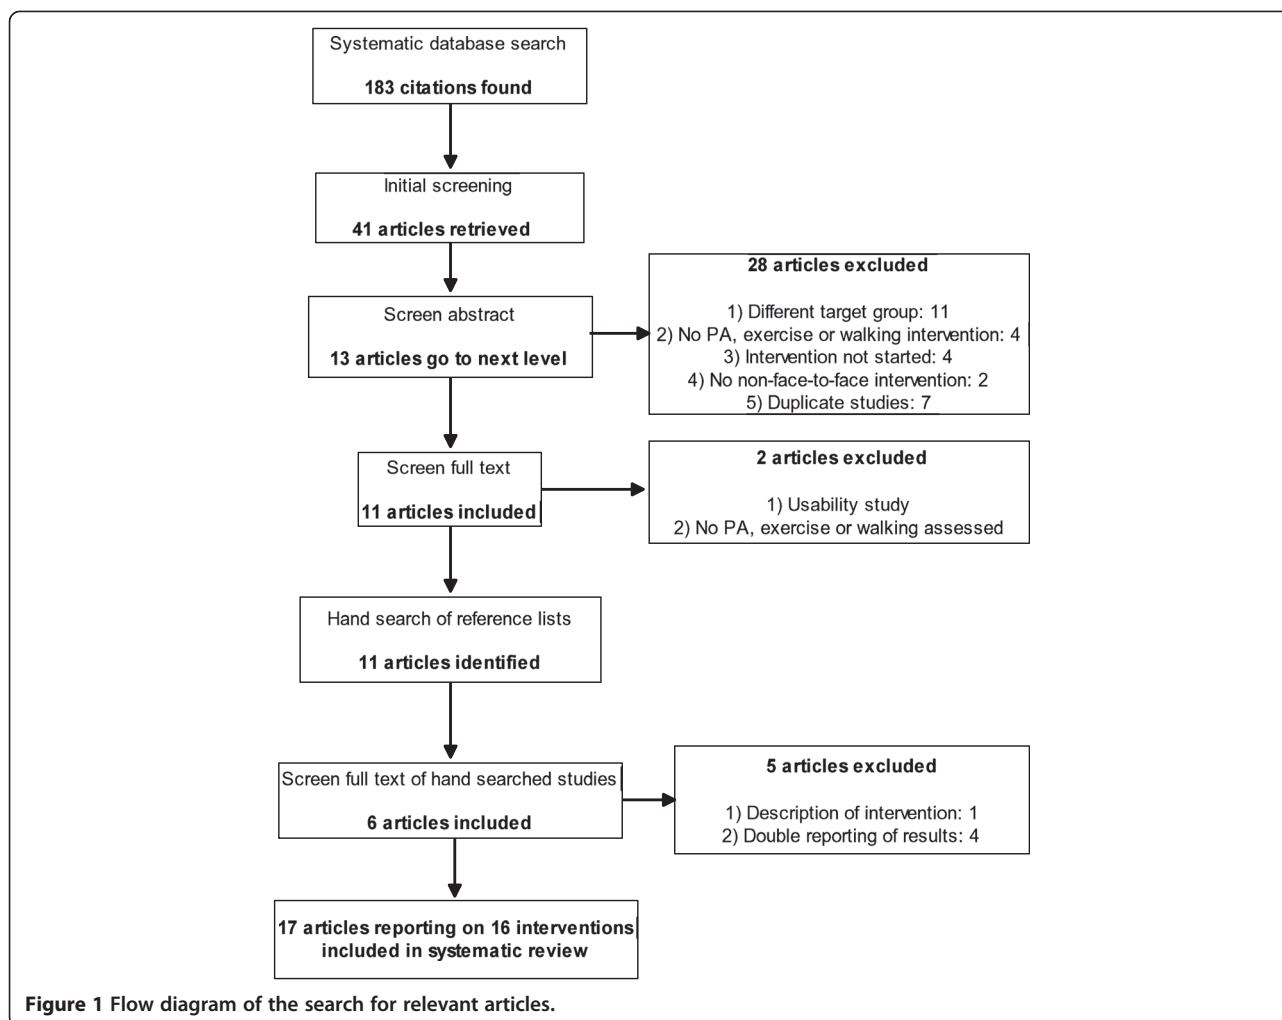 Systematic database search
183 citations found
Initial screening
41 articles retrieved
28 articles excluded
1) Different target group: 11
2) No PA, exercise or walking intervention: 4
3) Intervention not started: 4
4) No non-face-to-face intervention: 2
5) Duplicate studies: 7
Screen abstract
13 articles go to next level
2 articles excluded
1) Usability study
2) No PA, exercise or walking assessed
Screen full text
11 articles included
Hand search of reference lists
11 articles identified
5 articles excluded
1) Description of intervention: 1
2) Double reporting of results: 4
Screen full text of hand searched studies
6 articles included
17 articles reporting on 16 interventions
included in systematic review
Figure 1 Flow diagram of the search for relevant articles.